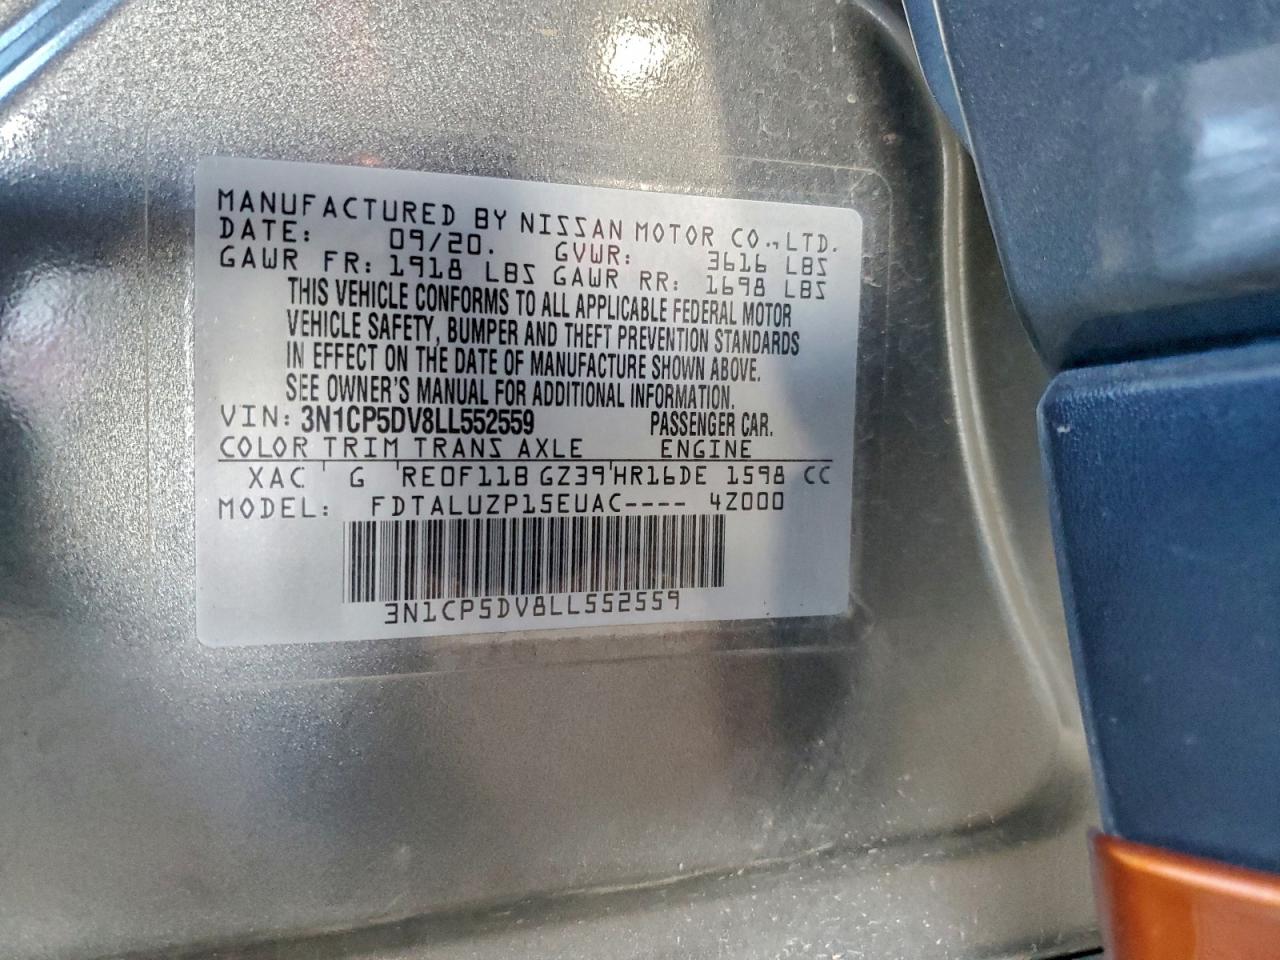 MANUFACTURED BY NISSAN MOTOR CO.,LTD.
DATE: 09/20. GVWR: 3616 LBS
GAWR FR: 1918 LBS GAWR RR: 1698 LBS
THIS VEHICLE CONFORMS TO ALL APPLICABLE FEDERAL MOTOR
VEHICLE SAFETY, BUMPER AND THEFT PREVENTION STANDARDS
IN EFFECT ON THE DATE OF MANUFACTURE SHOWN ABOVE.
SEE OWNER'S MANUAL FOR ADDITIONAL INFORMATION.
VIN: 3N1CP5DV8LL552559 PASSENGER CAR.
COLOR TRIM TRANS AXLE ENGINE
XAC G RE0F11B GZ39 HR16DE 1598 CC
MODEL: FDTALUZP15EUAC---- 4Z000
3N1CP5DV8LL552559